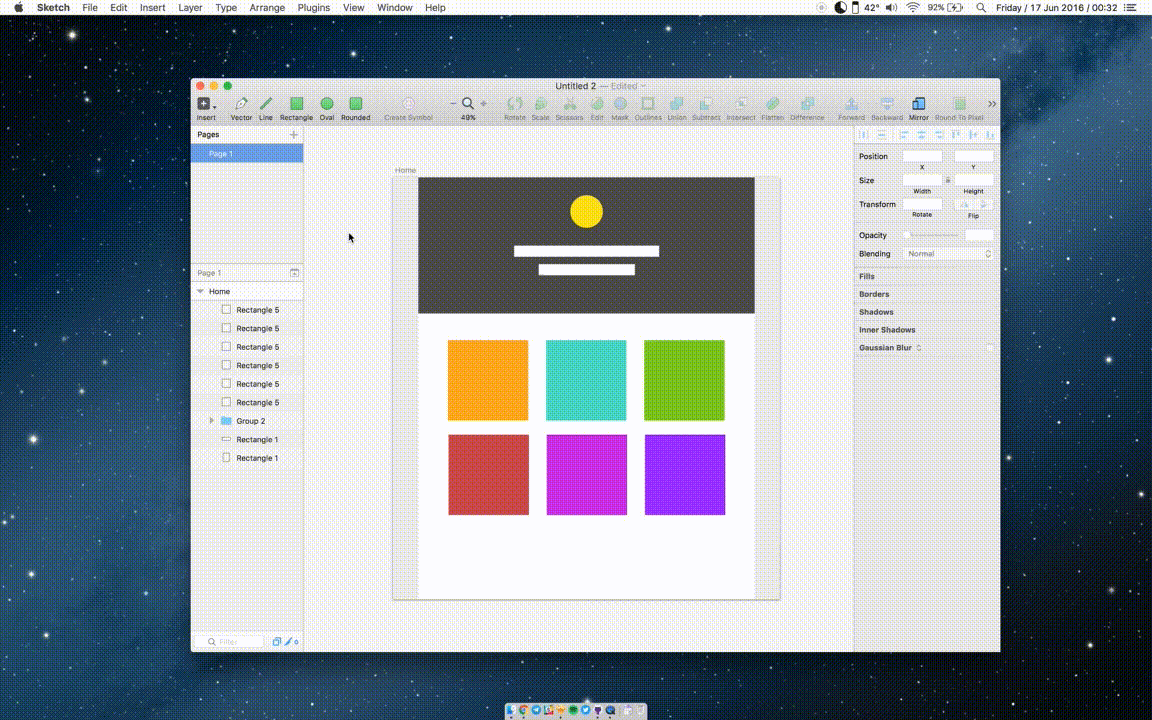 Sketch File Edit Insert Layer Type Arrange Plugins View Window Help 42° 92% Friday / 17 Jun 2016 / 00:32
Untitled 2 — Edited
49%
Insert Vector Line Rectangle Oval Rounded Create Symbol Rotate Scale Scissors Edit Mask Outlines Union Subtract Intersect Flatten Difference Forward Backward Mirror Round To Pixel
Pages
Page 1
Page 1
Home
Rectangle 5
Rectangle 5
Rectangle 5
Rectangle 5
Rectangle 5
Rectangle 5
Group 2
Rectangle 1
Rectangle 1
Filter 0
Home
Position
X Y
Size
Width Height
Transform
Rotate Flip
Opacity
Blending Normal
Fills
Borders
Shadows
Inner Shadows
Gaussian Blur